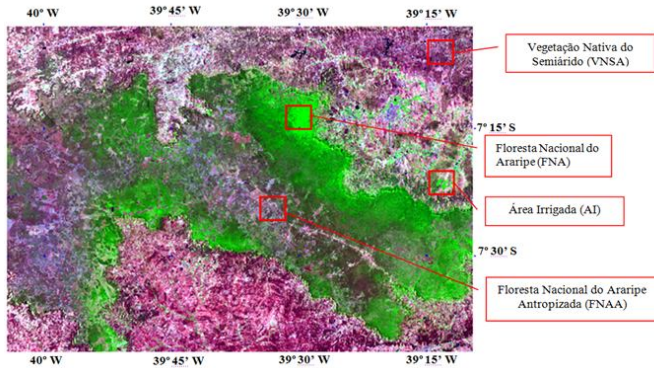 40° W 39°45' W 39°30' W 39°15' W
Vegetação Nativa do
Semiárido (VNSA)
7° 15' S
Floresta Nacional do
Araripe (FNA)
Área Irrigada (AI)
7° 30' S
Floresta Nacional do Araripe
Antropizada (FNAA)
40° W 39°45' W 39°30' W 39°15' W